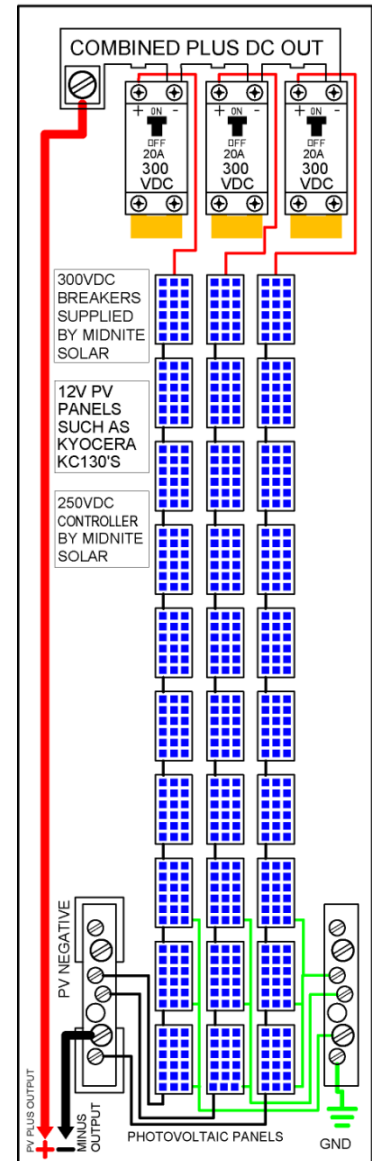 COMBINED PLUS DC OUT
+ ON -
OFF
20A
300
VDC
+ ON -
OFF
20A
300
VDC
+ ON -
OFF
20A
300
VDC
300VDC
BREAKERS
SUPPLIED
BY MIDNITE
SOLAR
12V PV
PANELS
SUCH AS
KYOCERA
KC130'S
250VDC
CONTROLLER
BY MIDNITE
SOLAR
PV NEGATIVE
PV PLUS OUTPUT
+
-
MINUS
OUTPUT
PHOTOVOLTAIC PANELS
GND